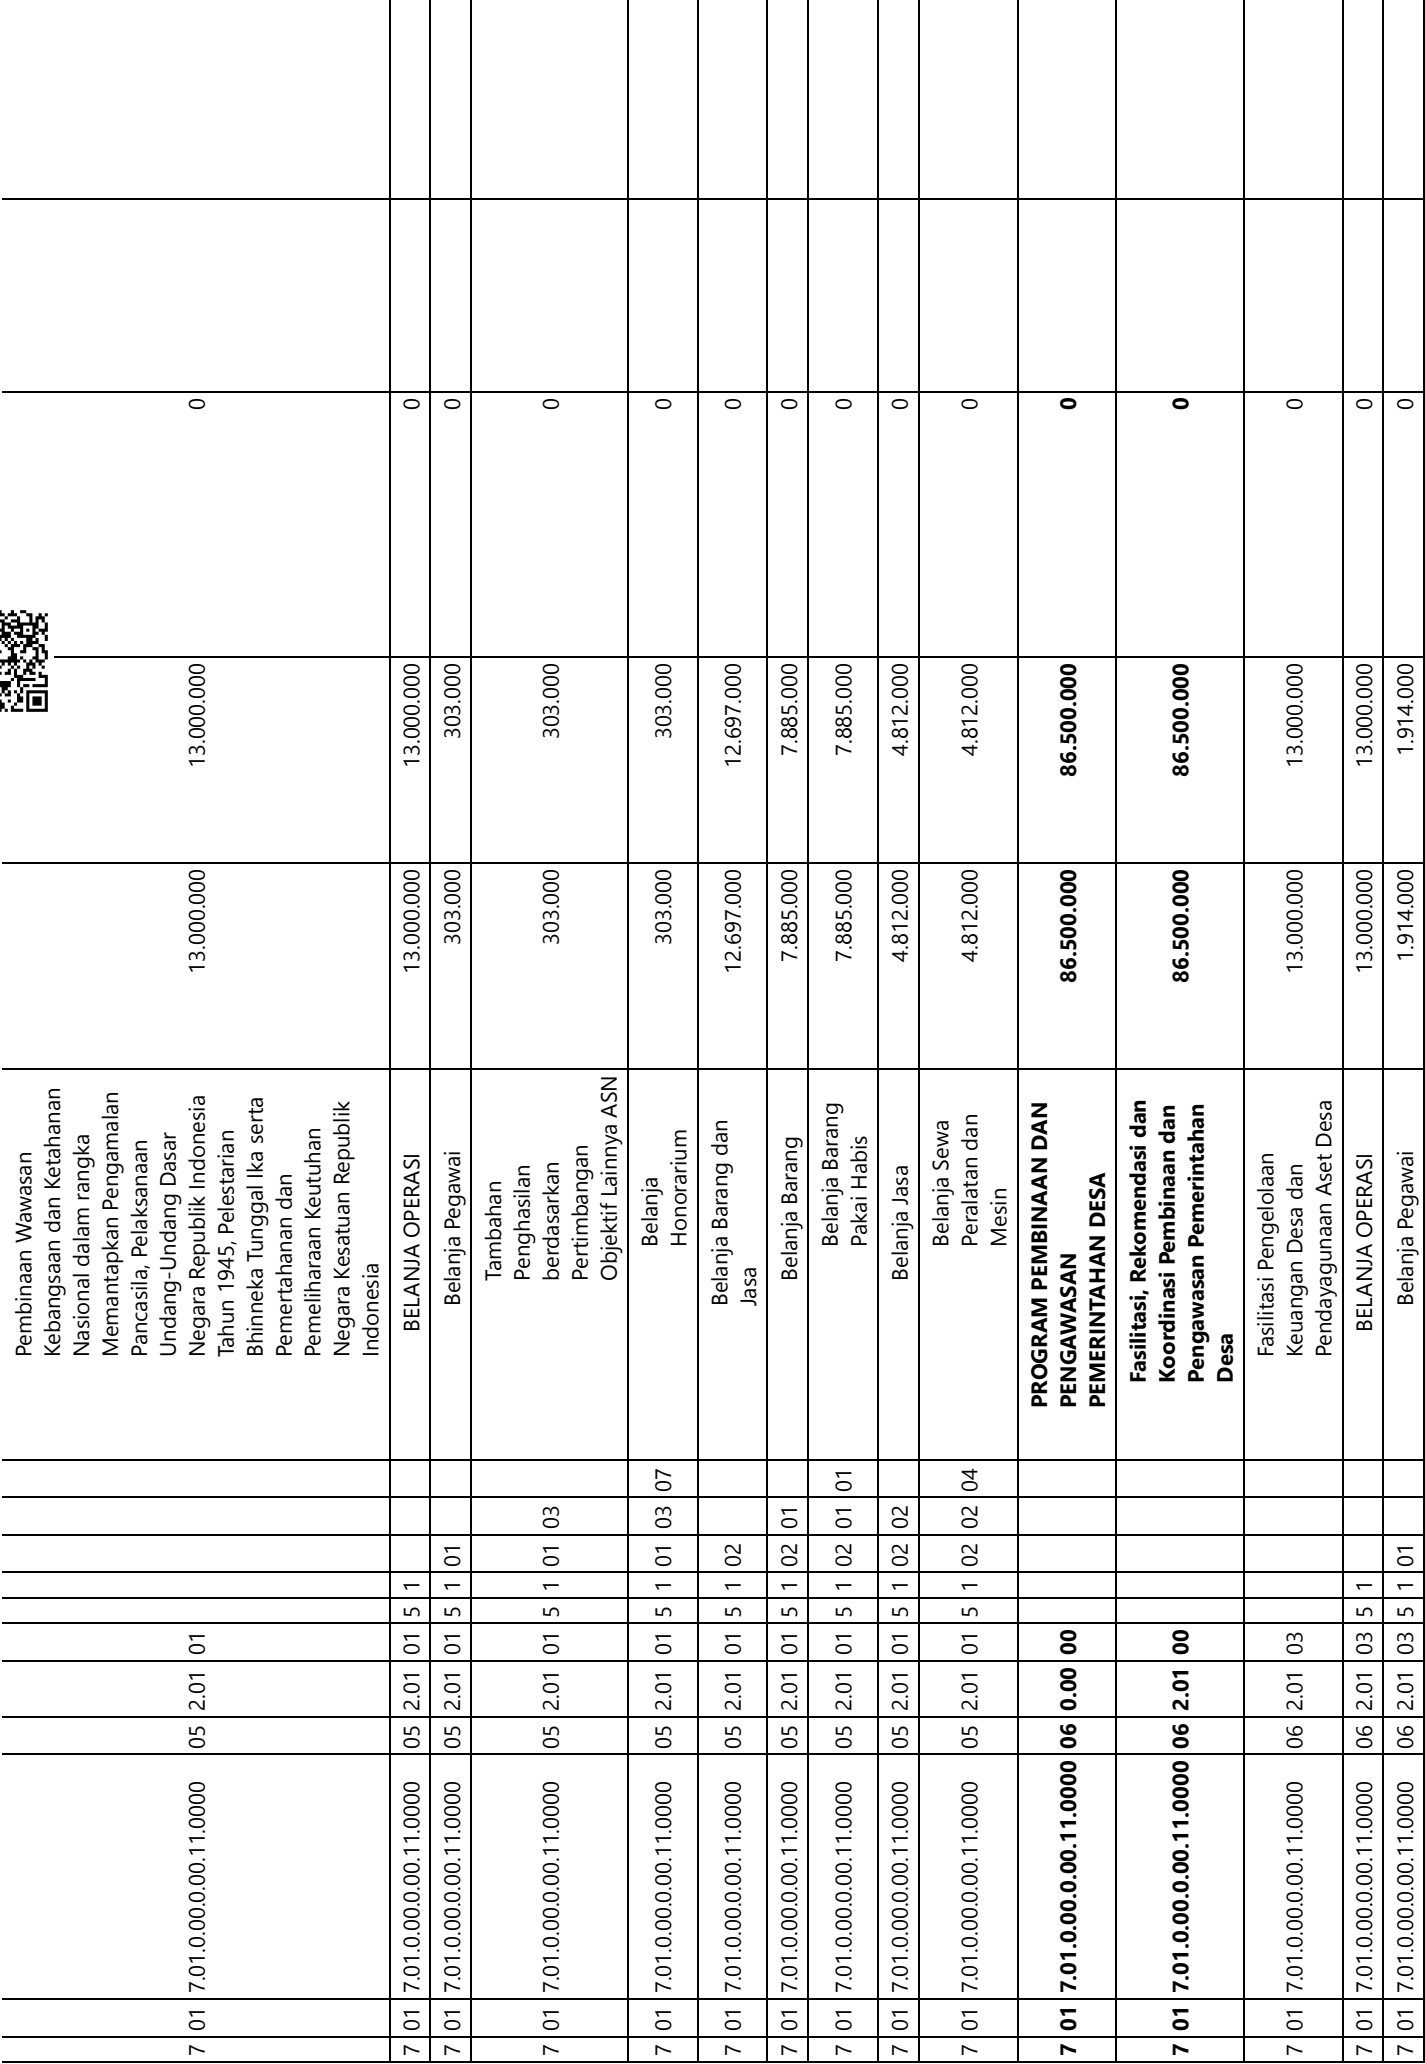 7 01 7.01.0.00.0.00.11.0000 05 2.01 01 Pembinaan Wawasan 13.000.000 13.000.000 0
Kebangsaan dan Ketahanan
Nasional dalam rangka
Memantapkan Pengamalan
Pancasila, Pelaksanaan
Undang-Undang Dasar
Negara Republik Indonesia
Tahun 1945, Pelestarian
Bhinneka Tunggal Ika serta
Pemertahanan dan
Pemeliharaan Keutuhan
Negara Kesatuan Republik
Indonesia
7 01 7.01.0.00.0.00.11.0000 05 2.01 01 5 1 BELANJA OPERASI 13.000.000 13.000.000 0
7 01 7.01.0.00.0.00.11.0000 05 2.01 01 5 1 01 Belanja Pegawai 303.000 303.000 0
7 01 7.01.0.00.0.00.11.0000 05 2.01 01 5 1 01 03 Tambahan 303.000 303.000 0
Penghasilan
berdasarkan
Pertimbangan
Objektif Lainnya ASN
7 01 7.01.0.00.0.00.11.0000 05 2.01 01 5 1 01 03 07 Belanja 303.000 303.000 0
Honorarium
7 01 7.01.0.00.0.00.11.0000 05 2.01 01 5 1 02 Belanja Barang dan 12.697.000 12.697.000 0
Jasa
7 01 7.01.0.00.0.00.11.0000 05 2.01 01 5 1 02 01 Belanja Barang 7.885.000 7.885.000 0
7 01 7.01.0.00.0.00.11.0000 05 2.01 01 5 1 02 01 01 Belanja Barang 7.885.000 7.885.000 0
Pakai Habis
7 01 7.01.0.00.0.00.11.0000 05 2.01 01 5 1 02 02 Belanja Jasa 4.812.000 4.812.000 0
7 01 7.01.0.00.0.00.11.0000 05 2.01 01 5 1 02 02 04 Belanja Sewa 4.812.000 4.812.000 0
Peralatan dan
Mesin
7 01 7.01.0.00.0.00.11.0000 06 0.00 00 PROGRAM PEMBINAAN DAN 86.500.000 86.500.000 0
PENGAWASAN
PEMERINTAHAN DESA
7 01 7.01.0.00.0.00.11.0000 06 2.01 00 Fasilitasi, Rekomendasi dan 86.500.000 86.500.000 0
Koordinasi Pembinaan dan
Pengawasan Pemerintahan
Desa
7 01 7.01.0.00.0.00.11.0000 06 2.01 03 Fasilitasi Pengelolaan 13.000.000 13.000.000 0
Keuangan Desa dan
Pendayagunaan Aset Desa
7 01 7.01.0.00.0.00.11.0000 06 2.01 03 5 1 BELANJA OPERASI 13.000.000 13.000.000 0
7 01 7.01.0.00.0.00.11.0000 06 2.01 03 5 1 01 Belanja Pegawai 1.914.000 1.914.000 0